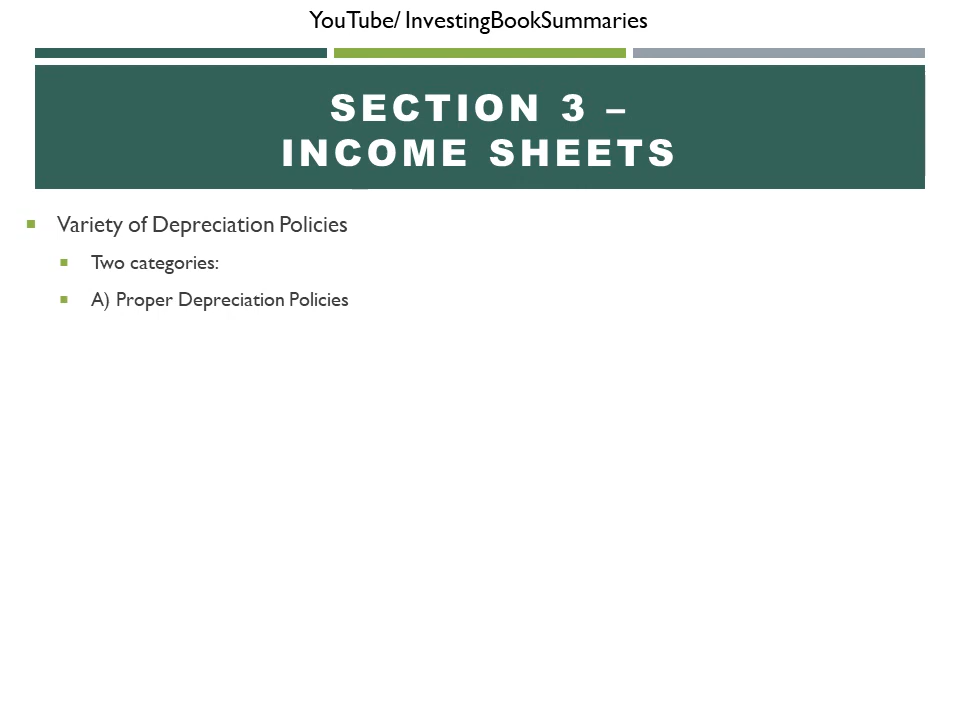 YouTube/ InvestingBookSummaries
SECTION 3 –
INCOME SHEETS
Variety of Depreciation Policies
Two categories:
A) Proper Depreciation Policies